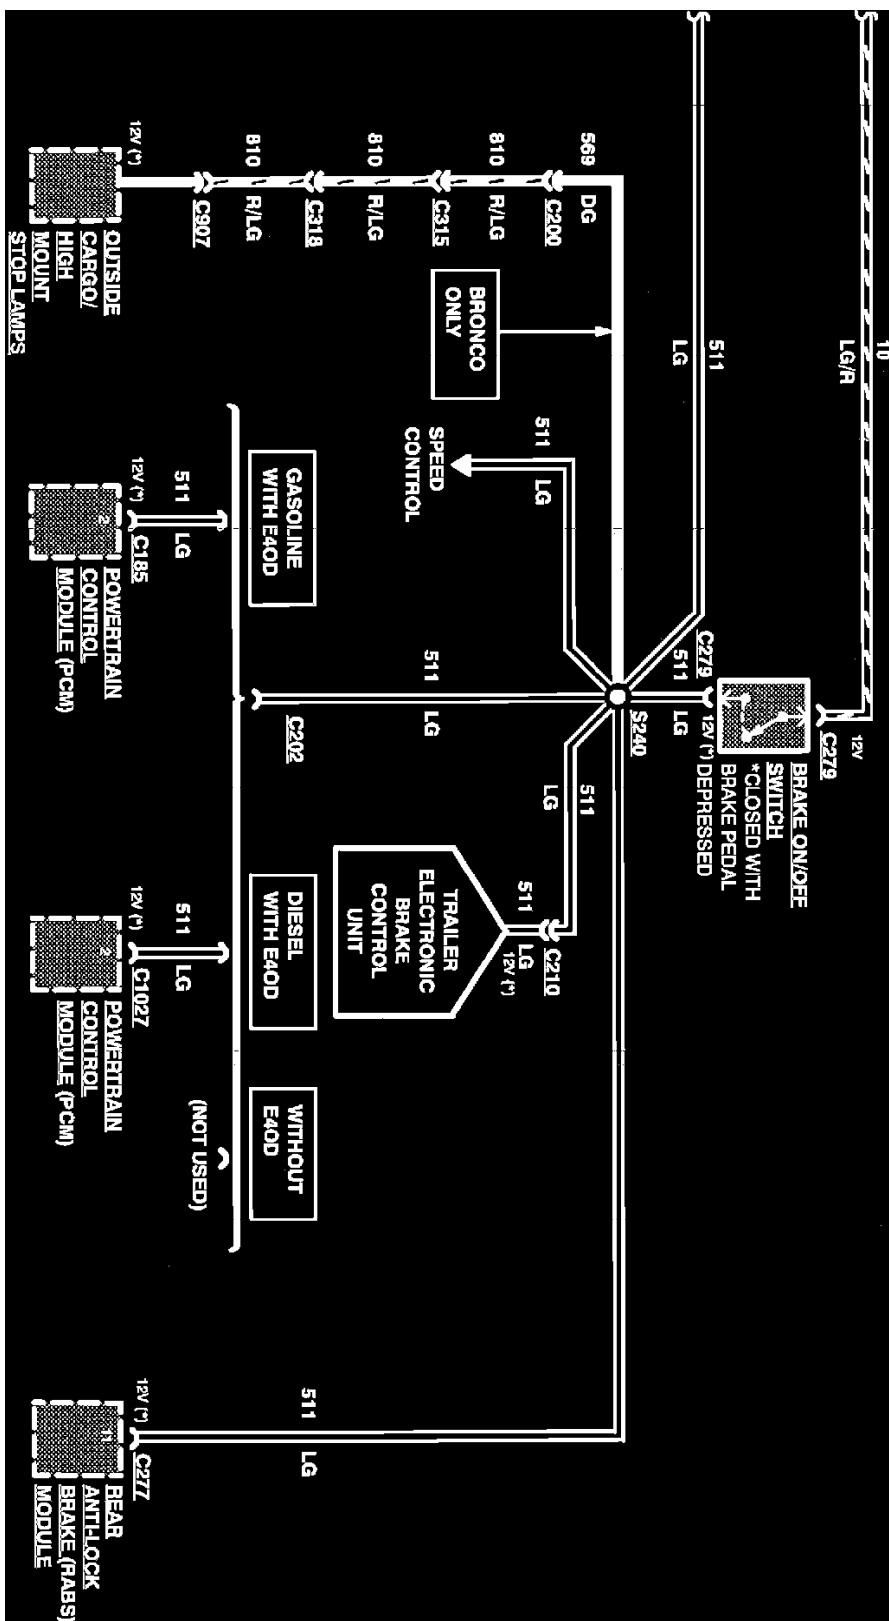 10
LG/R
12V
C279
BRAKE ON/OFF
SWITCH
*CLOSED WITH
BRAKE PEDAL
DEPRESSED
12V (*)
C279
511
LG
511
LG
S240
569
DG
C200
810
R/LG
C315
810
R/LG
C318
810
R/LG
C907
12V (*)
OUTSIDE
CARGO/
HIGH
MOUNT
STOP LAMPS
BRONCO
ONLY
511
LG
SPEED
CONTROL
511
LG
C202
511
LG
C210
511
LG
12V (*)
TRAILER
ELECTRONIC
BRAKE
CONTROL
UNIT
GASOLINE
WITH E4OD
511
LG
C185
12V (*)
2
POWERTRAIN
CONTROL
MODULE (PCM)
DIESEL
WITH E4OD
511
LG
C1027
12V (*)
2
POWERTRAIN
CONTROL
MODULE (PCM)
WITHOUT
E4OD
(NOT USED)
511
LG
C277
12V (*)
11
REAR
ANTI-LOCK
BRAKE (RABS)
MODULE